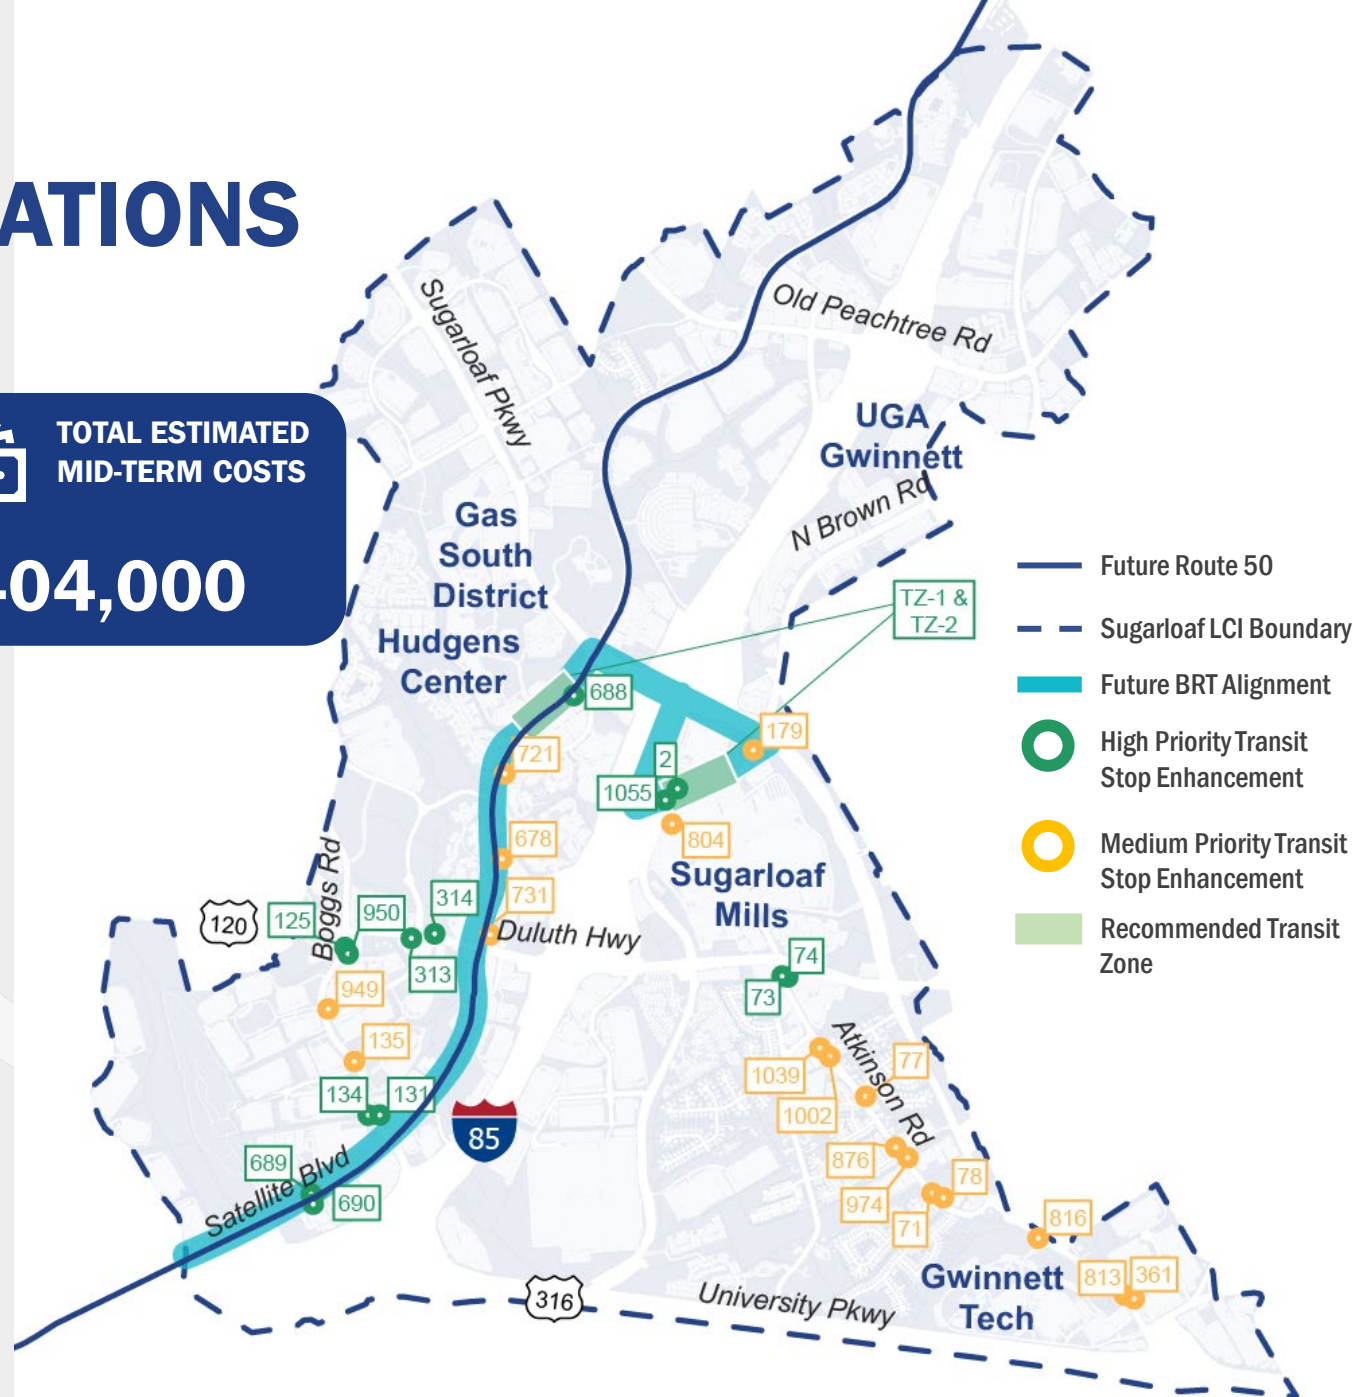 ATIONS
TOTAL ESTIMATED
MID-TERM COSTS
04,000
Sugarloaf Pkwy
Old Peachtree Rd
UGA
Gwinnett
N Brown Rd
Gas
South
District
Hudgens
Center
TZ-1 &
TZ-2
688
179
721
2
1055
804
678
Sugarloaf
Mills
731
Duluth Hwy
Boggs Rd
120
125
950
314
313
74
73
949
135
134
131
Atkinson Rd
1039
1002
77
85
876
974
78
71
689
690
Satellite Blvd
816
813
361
Gwinnett
Tech
316
University Pkwy
Future Route 50
Sugarloaf LCI Boundary
Future BRT Alignment
High Priority Transit
Stop Enhancement
Medium Priority Transit
Stop Enhancement
Recommended Transit
Zone